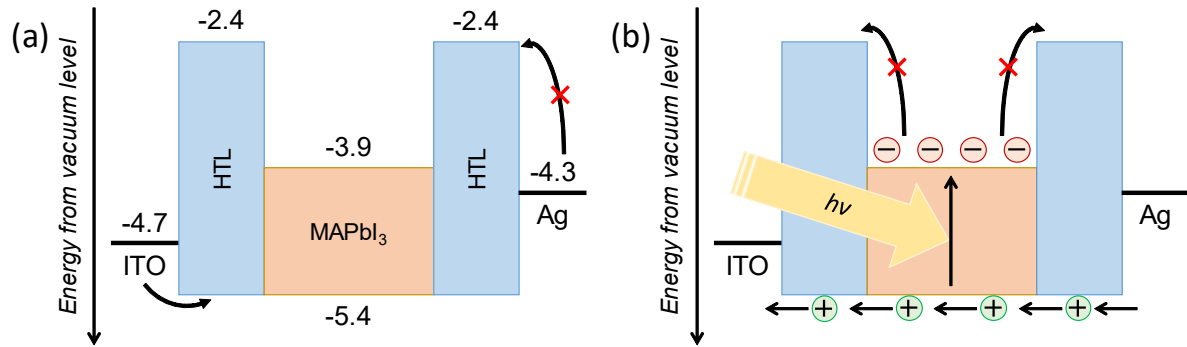 (a)
Energy from vacuum level
-2.4
-2.4
HTL
-3.9
HTL
-4.3
Ag
-4.7
ITO
MAPbI₃
-5.4
(b)
Energy from vacuum level
− − − −
hν
Ag
ITO
+ + + +